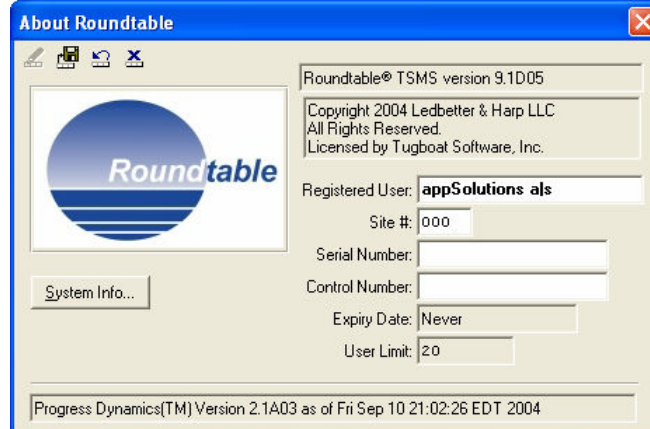 About Roundtable
Roundtable
Roundtable® TSMS version 9.1D05
Copyright 2004 Ledbetter & Harp LLC
All Rights Reserved.
Licensed by Tugboat Software, Inc.
Registered User: appSolutions a|s
Site #: 000
Serial Number:
Control Number:
Expiry Date: Never
User Limit: 20
System Info...
Progress Dynamics(TM) Version 2.1A03 as of Fri Sep 10 21:02:26 EDT 2004